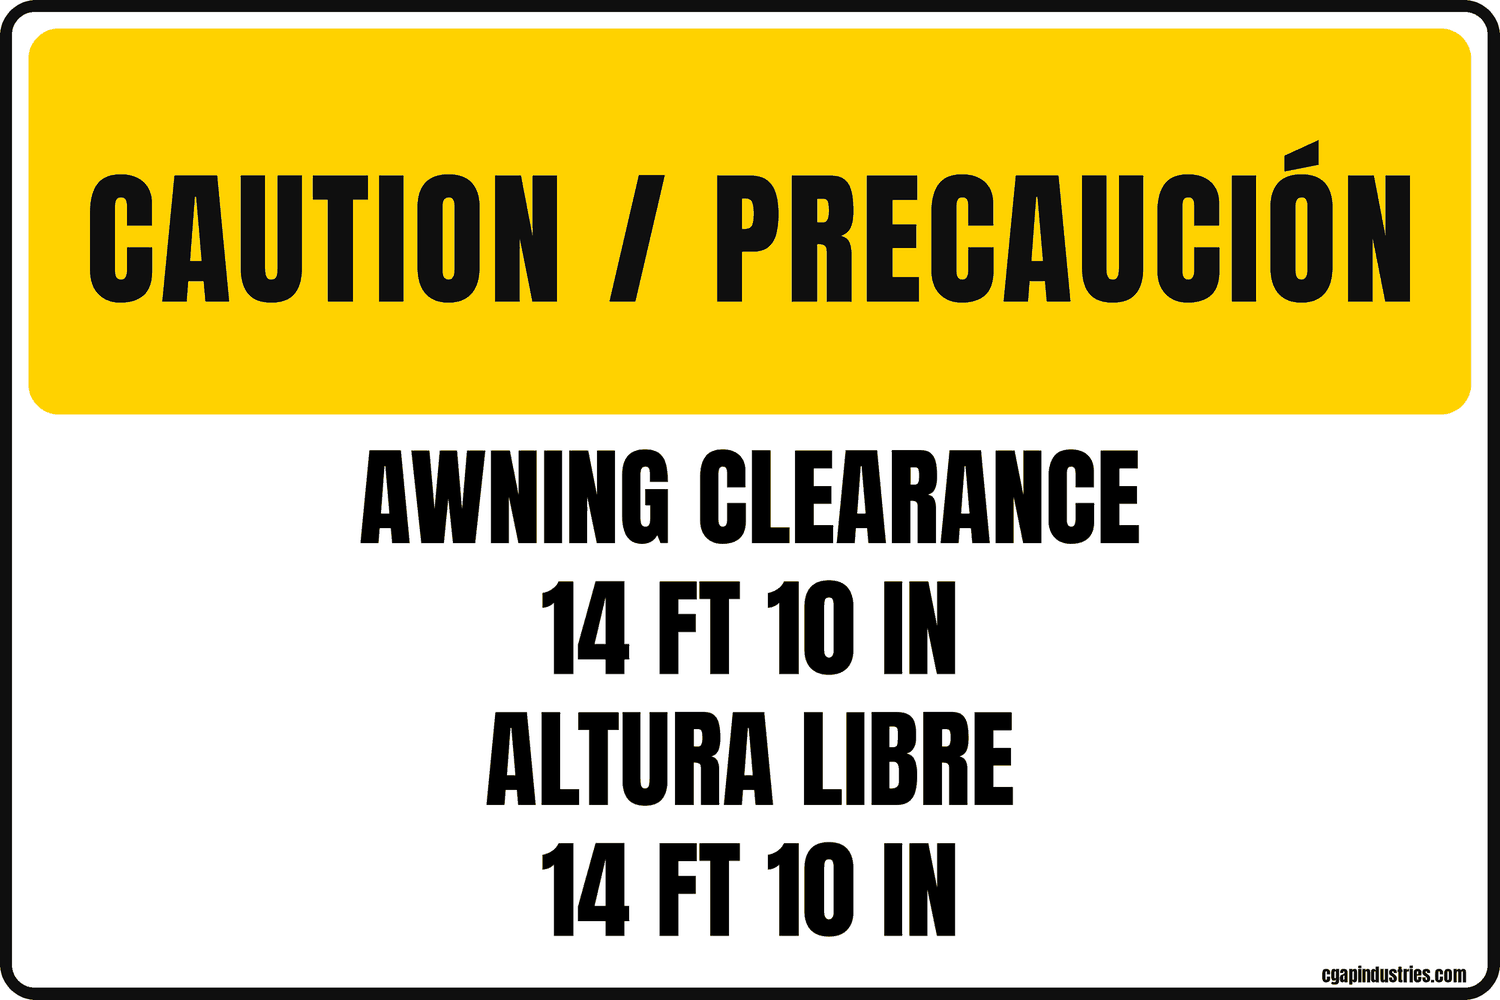 CAUTION / PRECAUCIÓN
AWNING CLEARANCE
14 FT 10 IN
ALTURA LIBRE
14 FT 10 IN
cgapindustries.com